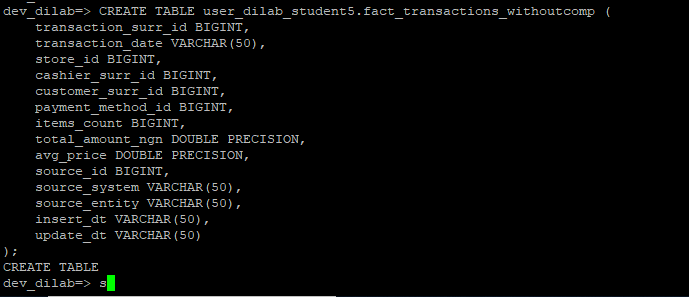 dev_dilab=> CREATE TABLE user_dilab_student5.fact_transactions_withoutcomp (
    transaction_surr_id BIGINT,
    transaction_date VARCHAR(50),
    store_id BIGINT,
    cashier_surr_id BIGINT,
    customer_surr_id BIGINT,
    payment_method_id BIGINT,
    items_count BIGINT,
    total_amount_ngn DOUBLE PRECISION,
    avg_price DOUBLE PRECISION,
    source_id BIGINT,
    source_system VARCHAR(50),
    source_entity VARCHAR(50),
    insert_dt VARCHAR(50),
    update_dt VARCHAR(50)
);
CREATE TABLE
dev_dilab=> s